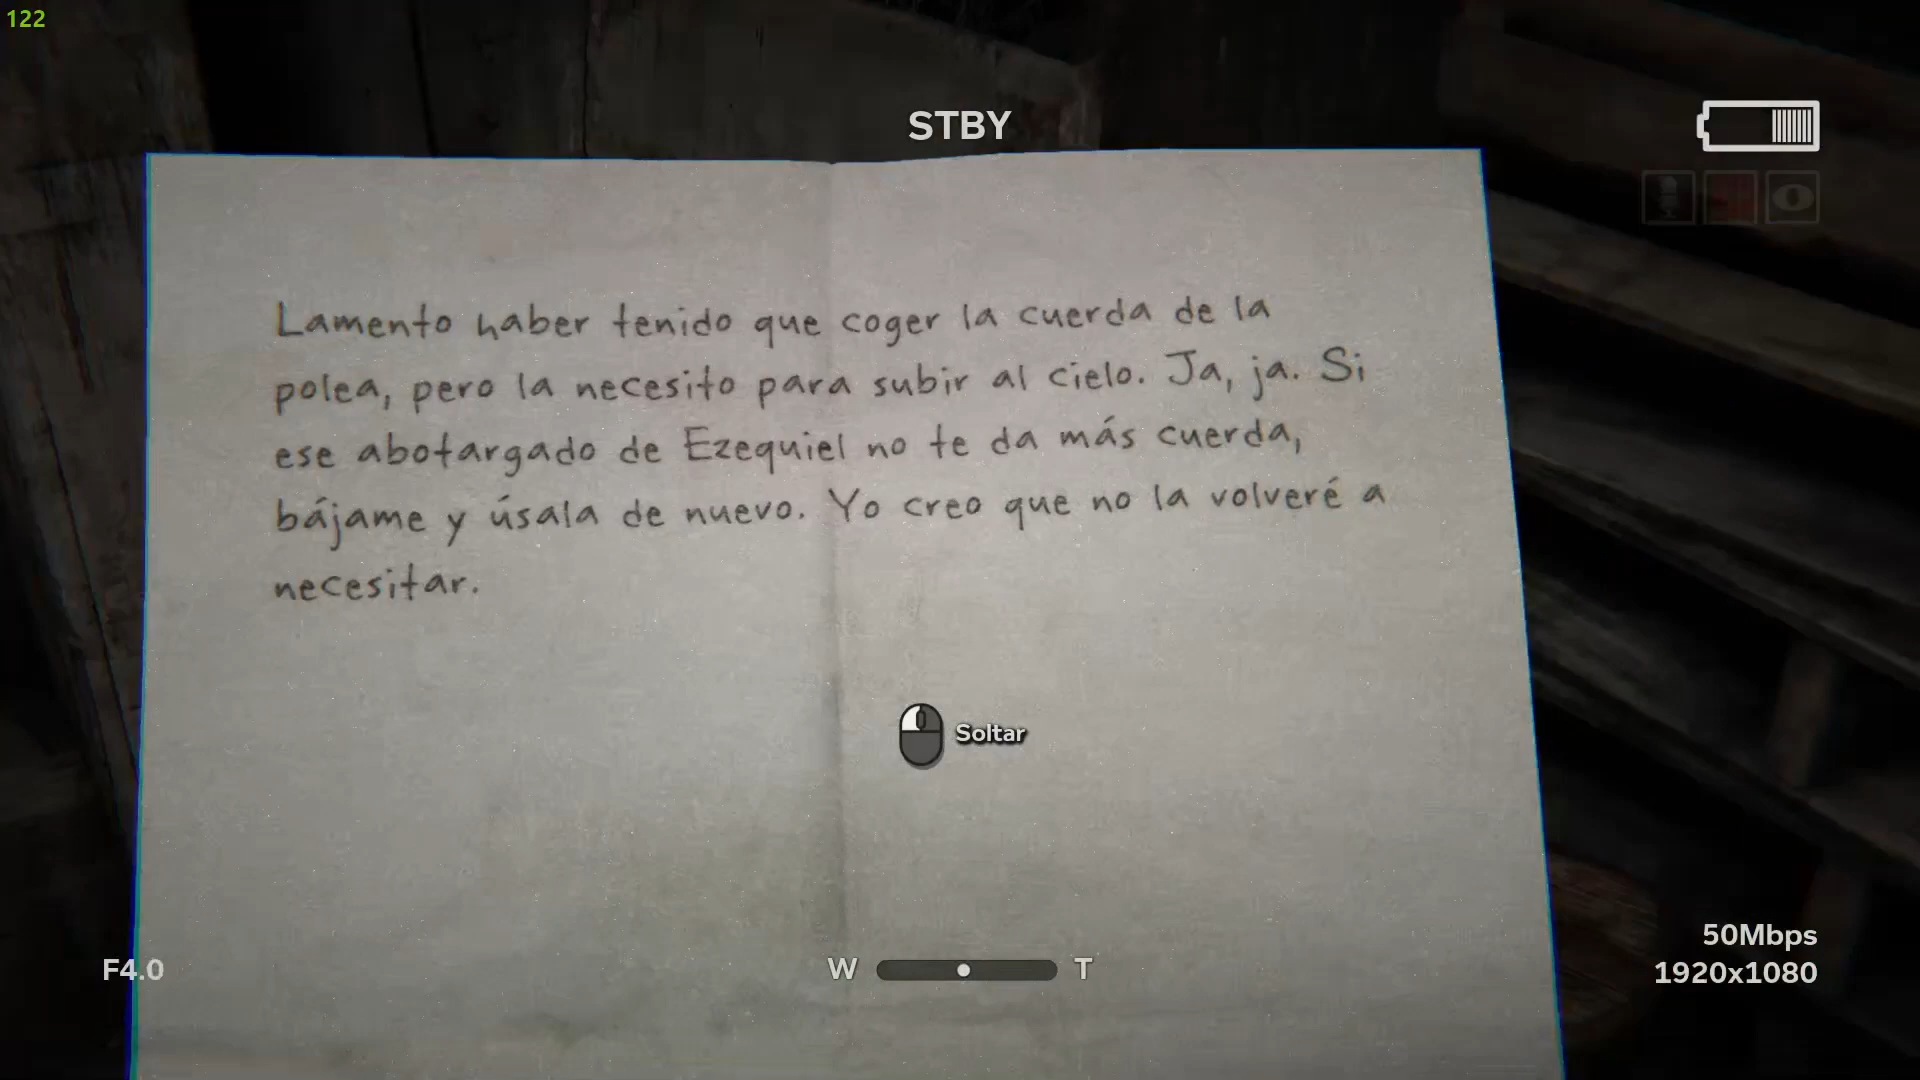 122
STBY
Lamento haber tenido que coger la cuerda de la
polea, pero la necesito para subir al cielo. Ja, ja. Si
ese abotargado de Ezequiel no te da más cuerda,
bájame y úsala de nuevo. Yo creo que no la volveré a
necesitar.
Soltar
50Mbps
F4.0
W T
1920x1080